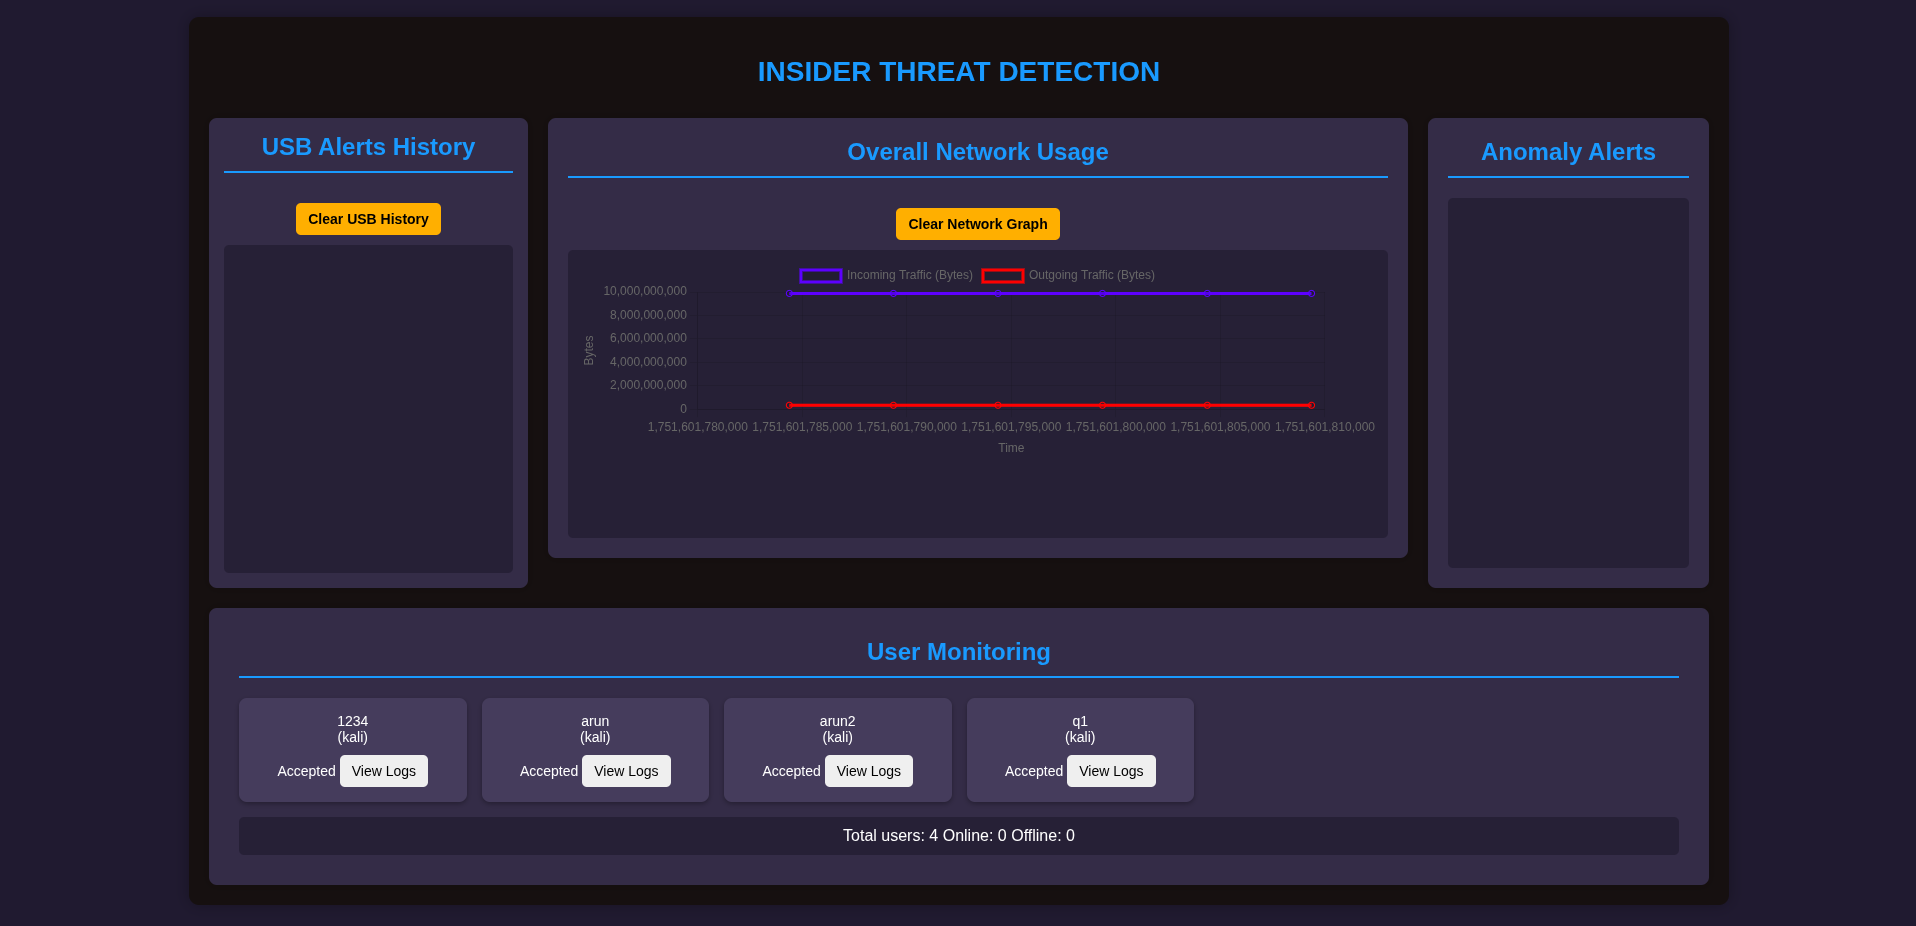 INSIDER THREAT DETECTION
USB Alerts History
Clear USB History
Overall Network Usage
Clear Network Graph
Incoming Traffic (Bytes) Outgoing Traffic (Bytes)
10,000,000,000
8,000,000,000
6,000,000,000
4,000,000,000
2,000,000,000
0
Bytes
1,751,601,780,000 1,751,601,785,000 1,751,601,790,000 1,751,601,795,000 1,751,601,800,000 1,751,601,805,000 1,751,601,810,000
Time
Anomaly Alerts
User Monitoring
1234
(kali)
Accepted View Logs
arun
(kali)
Accepted View Logs
arun2
(kali)
Accepted View Logs
q1
(kali)
Accepted View Logs
Total users: 4 Online: 0 Offline: 0